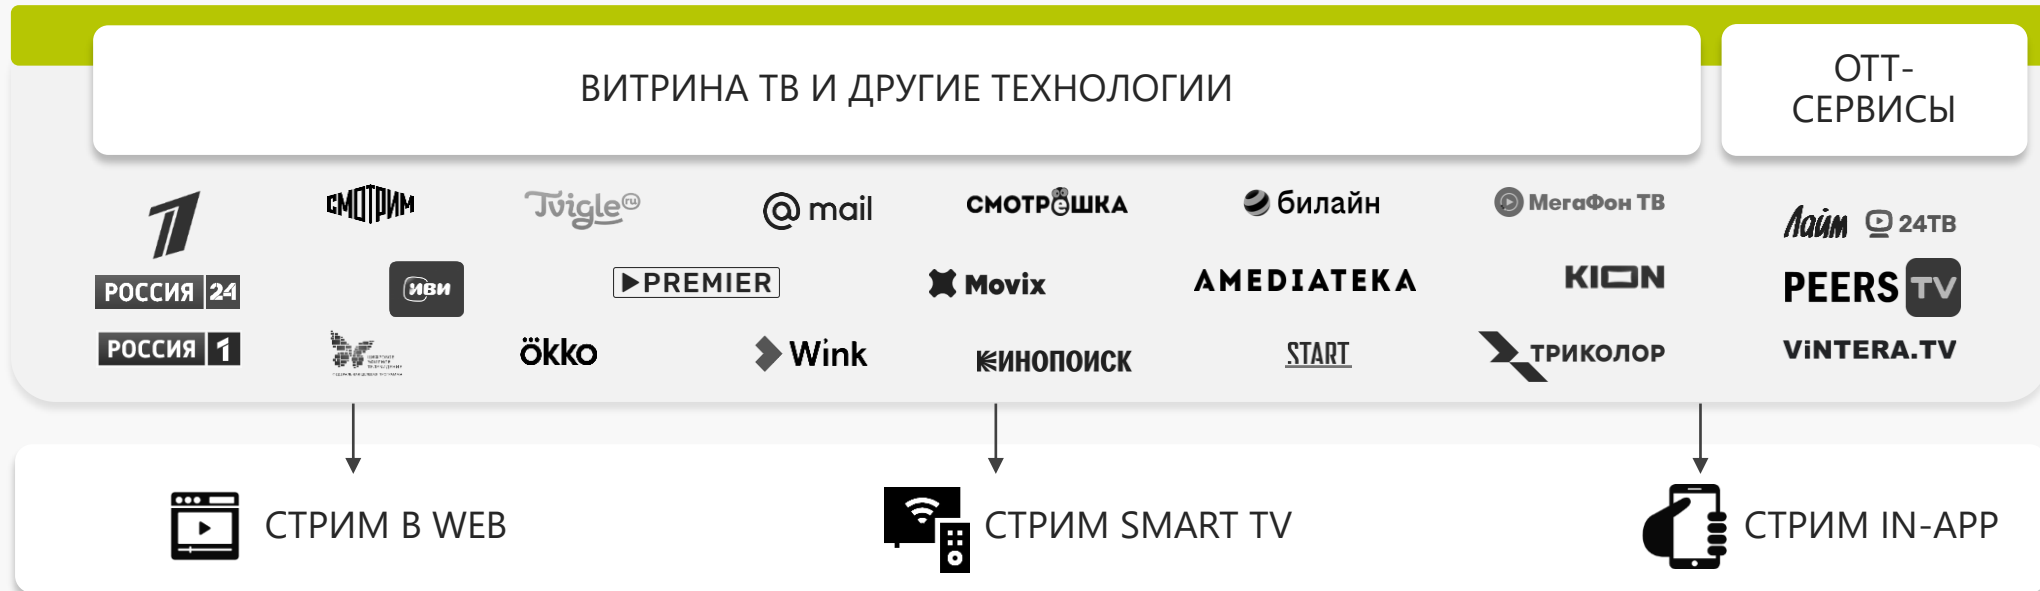 ВИТРИНА ТВ И ДРУГИЕ ТЕХНОЛОГИИ
ОТТ-
СЕРВИСЫ
СМОТРИМ
Tvigle ru
@mail
СМОТРЁШКА
билайн
МегаФон ТВ
Лайм
24ТВ
РОССИЯ 24
иви
PREMIER
Movix
AMEDIATEKA
KION
PEERS TV
РОССИЯ 1
ökko
Wink
КИНОПОИСК
START
ТРИКОЛОР
ViNTERA.TV
СТРИМ В WEB
СТРИМ SMART TV
СТРИМ IN-APP